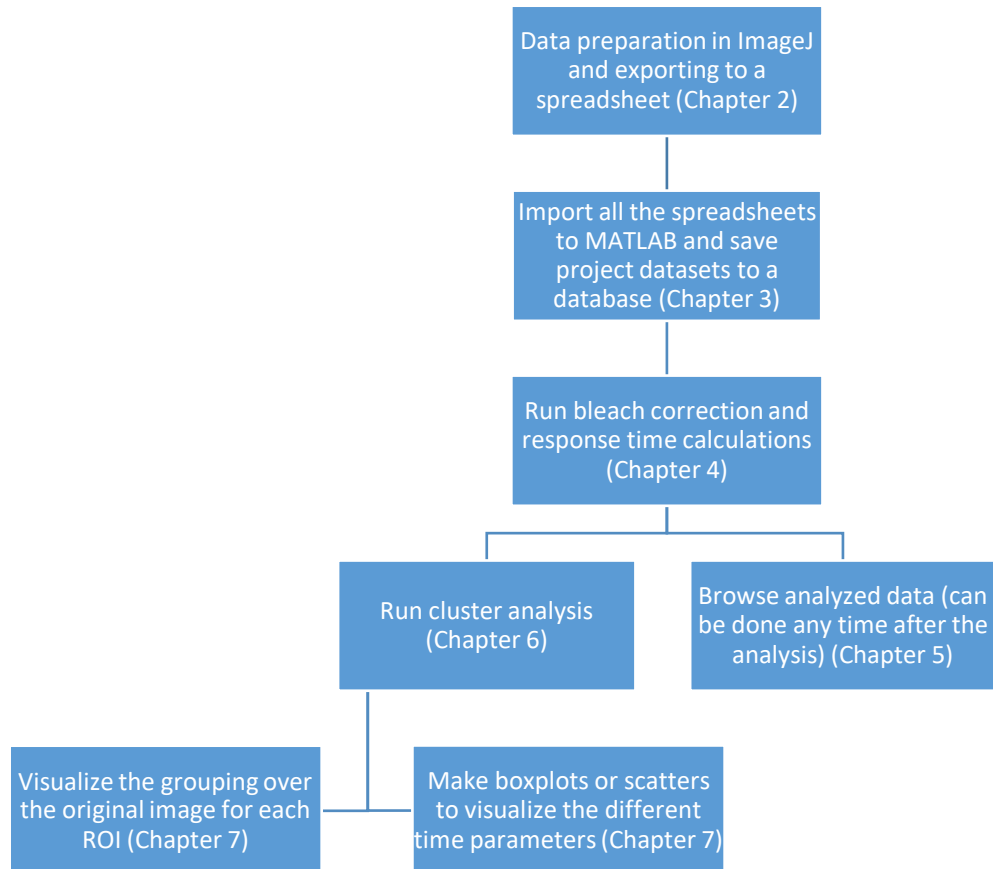 Data preparation in ImageJ
and exporting to a
spreadsheet (Chapter 2)
Import all the spreadsheets
to MATLAB and save
project datasets to a
database (Chapter 3)
Run bleach correction and
response time calculations
(Chapter 4)
Run cluster analysis
(Chapter 6)
Browse analyzed data (can
be done any time after the
analysis) (Chapter 5)
Visualize the grouping over
the original image for each
ROI (Chapter 7)
Make boxplots or scatters
to visualize the different
time parameters (Chapter 7)